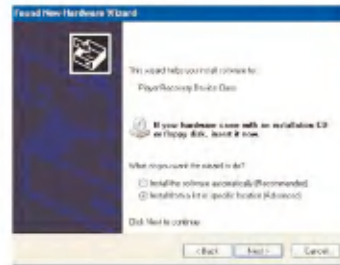 Found New Hardware Wizard
This wizard helps you install software for:
Player Recovery Device Class
If your hardware came with an installation CD
or floppy disk, insert it now.
What do you want the wizard to do?
Install the software automatically (Recommended)
Install from a list or specific location (Advanced)
Click Next to continue.
< Back
Next >
Cancel